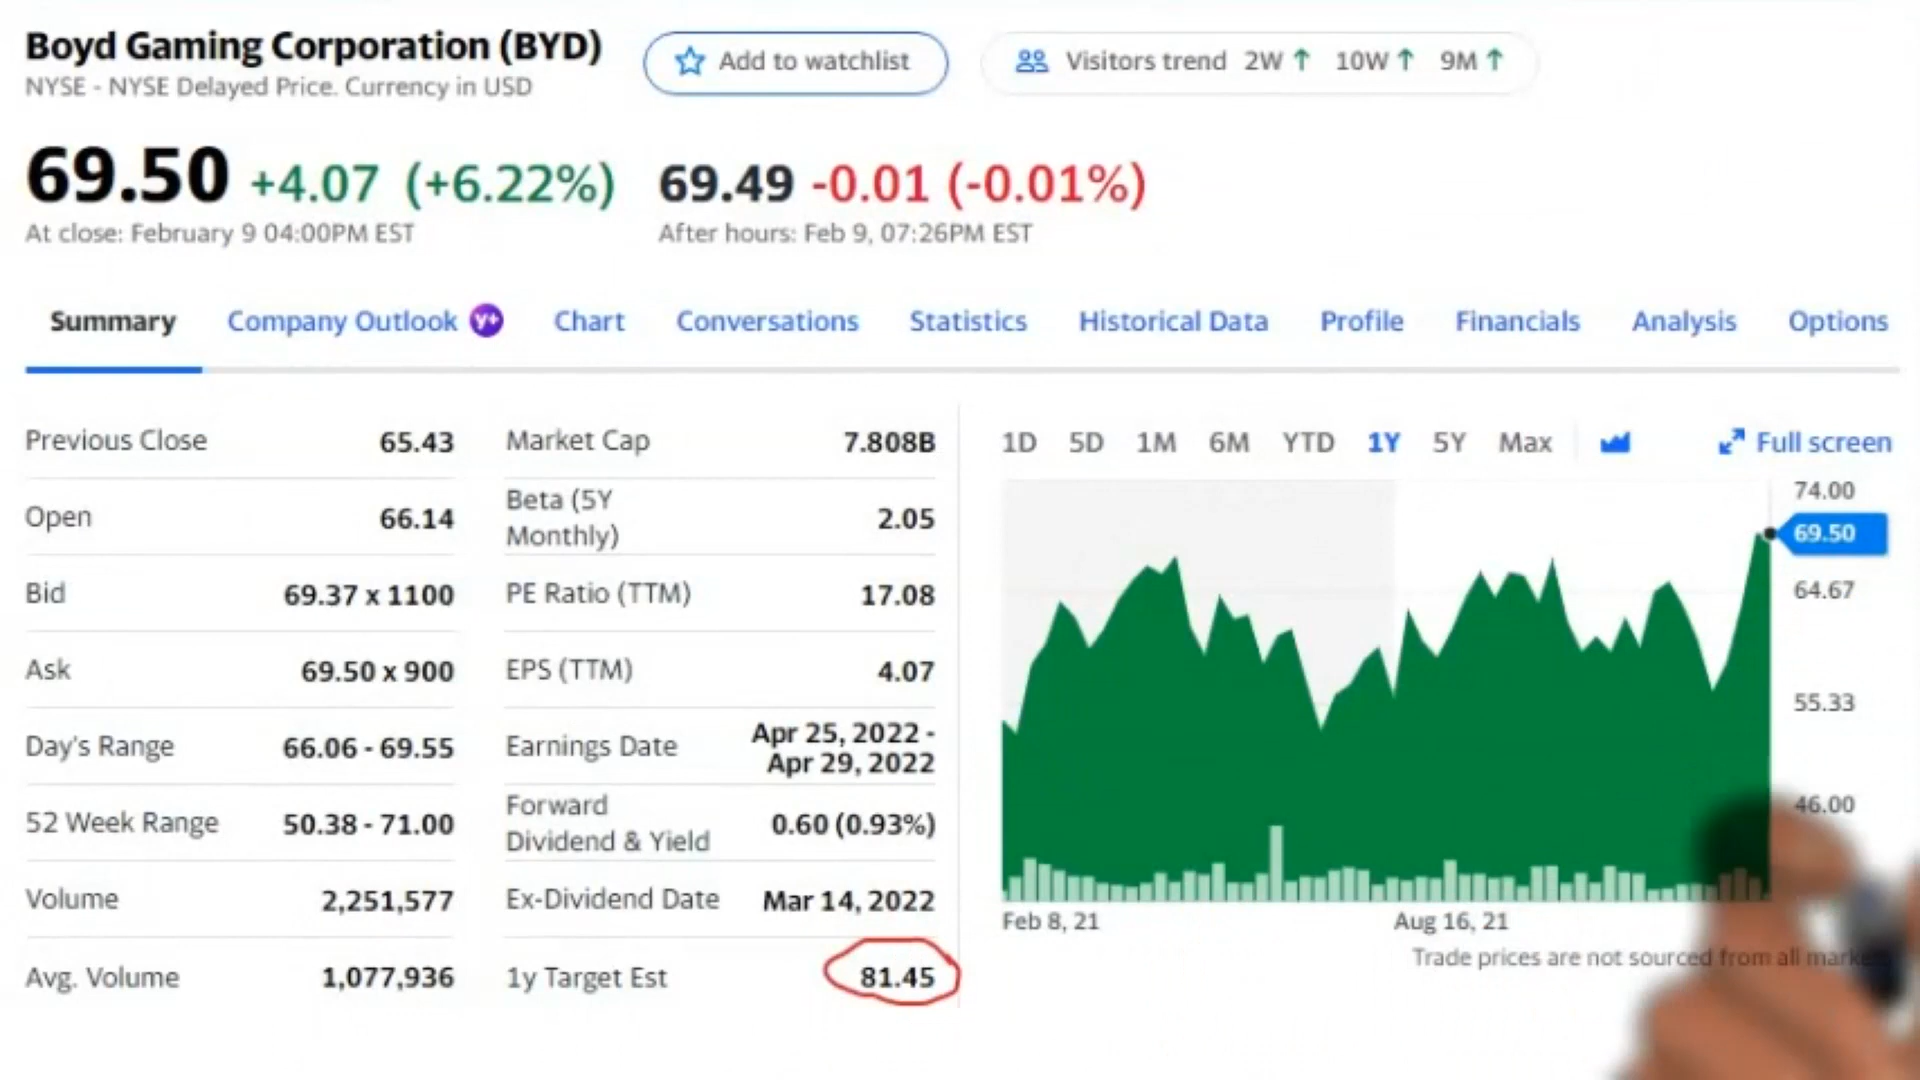 Boyd Gaming Corporation (BYD)
NYSE - NYSE Delayed Price. Currency in USD
Add to watchlist
Visitors trend 2W ↑ 10W ↑ 9M ↑
69.50 +4.07 (+6.22%)
At close: February 9 04:00PM EST
69.49 -0.01 (-0.01%)
After hours: Feb 9, 07:26PM EST
Summary Company Outlook y+ Chart Conversations Statistics Historical Data Profile Financials Analysis Options
Previous Close 65.43
Open 66.14
Bid 69.37 x 1100
Ask 69.50 x 900
Day's Range 66.06 - 69.55
52 Week Range 50.38 - 71.00
Volume 2,251,577
Avg. Volume 1,077,936
Market Cap 7.808B
Beta (5Y
Monthly) 2.05
PE Ratio (TTM) 17.08
EPS (TTM) 4.07
Earnings Date Apr 25, 2022 -
Apr 29, 2022
Forward
Dividend & Yield 0.60 (0.93%)
Ex-Dividend Date Mar 14, 2022
1y Target Est 81.45
1D 5D 1M 6M YTD 1Y 5Y Max Full screen
74.00
69.50
64.67
55.33
46.00
Feb 8, 21 Aug 16, 21
Trade prices are not sourced from all